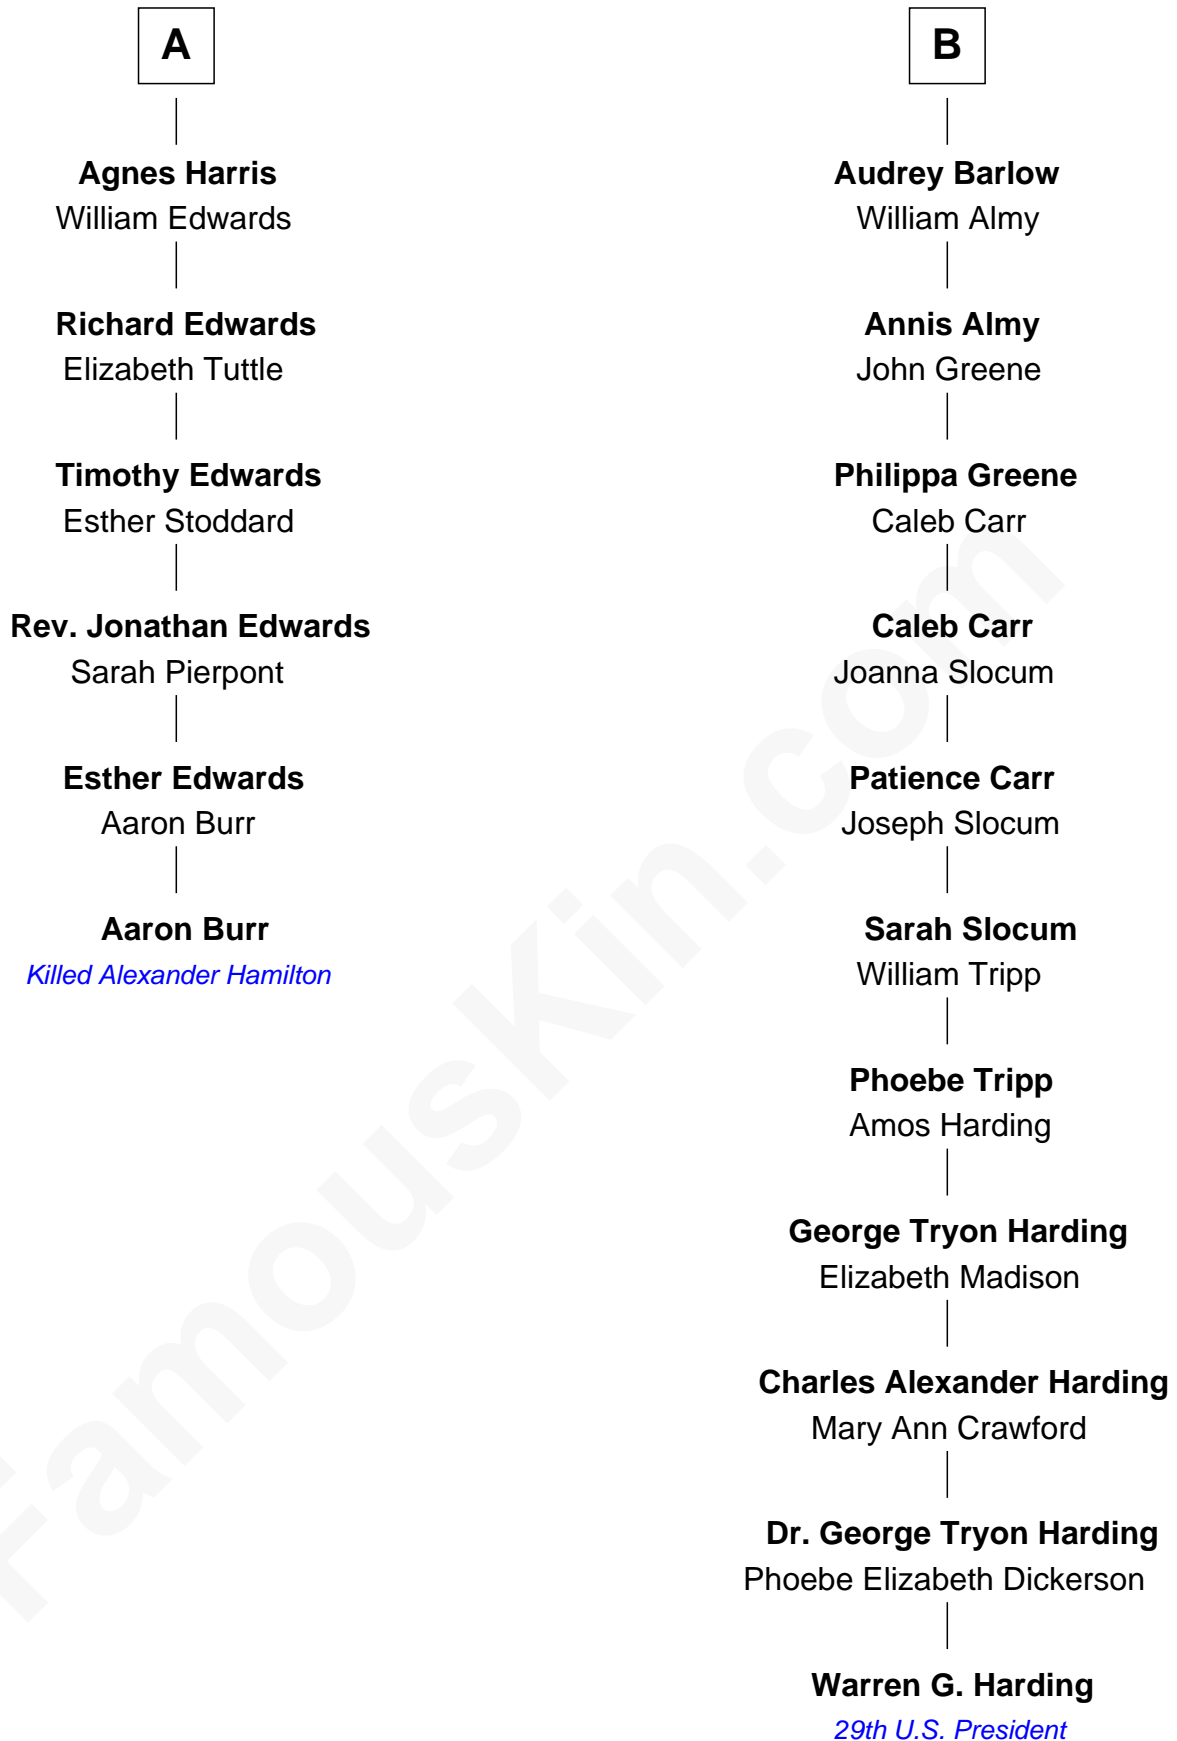 A
Agnes Harris
William Edwards
Richard Edwards
Elizabeth Tuttle
Timothy Edwards
Esther Stoddard
Rev. Jonathan Edwards
Sarah Pierpont
Esther Edwards
Aaron Burr
Aaron Burr
Killed Alexander Hamilton
B
Audrey Barlow
William Almy
Annis Almy
John Greene
Philippa Greene
Caleb Carr
Caleb Carr
Joanna Slocum
Patience Carr
Joseph Slocum
Sarah Slocum
William Tripp
Phoebe Tripp
Amos Harding
George Tryon Harding
Elizabeth Madison
Charles Alexander Harding
Mary Ann Crawford
Dr. George Tryon Harding
Phoebe Elizabeth Dickerson
Warren G. Harding
29th U.S. President
FamousKin.com